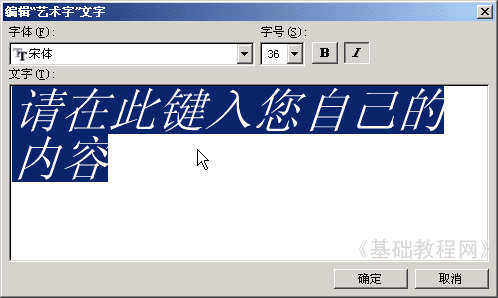 编辑“艺术字”文字
字体(F): 字号(S):
宋体 36 B I
文字(T):
请在此键入您自己的
内容
《基础教程网》
确定 取消